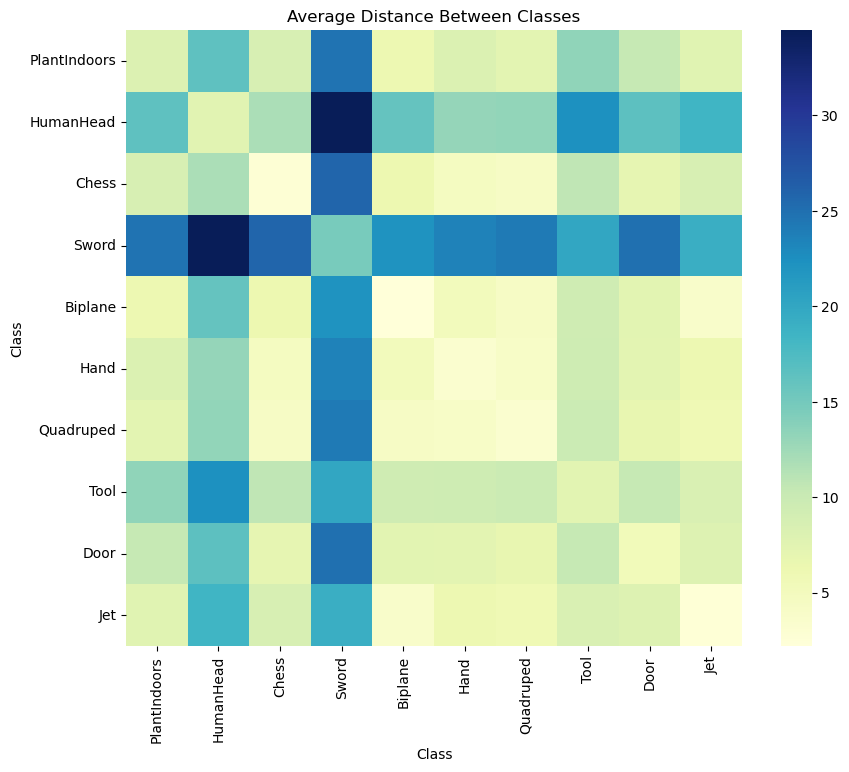 Average Distance Between Classes
PlantIndoors
HumanHead
Chess
Sword
Biplane
Hand
Quadruped
Tool
Door
Jet
Class
PlantIndoors
HumanHead
Chess
Sword
Biplane
Hand
Quadruped
Tool
Door
Jet
Class
30
25
20
15
10
5